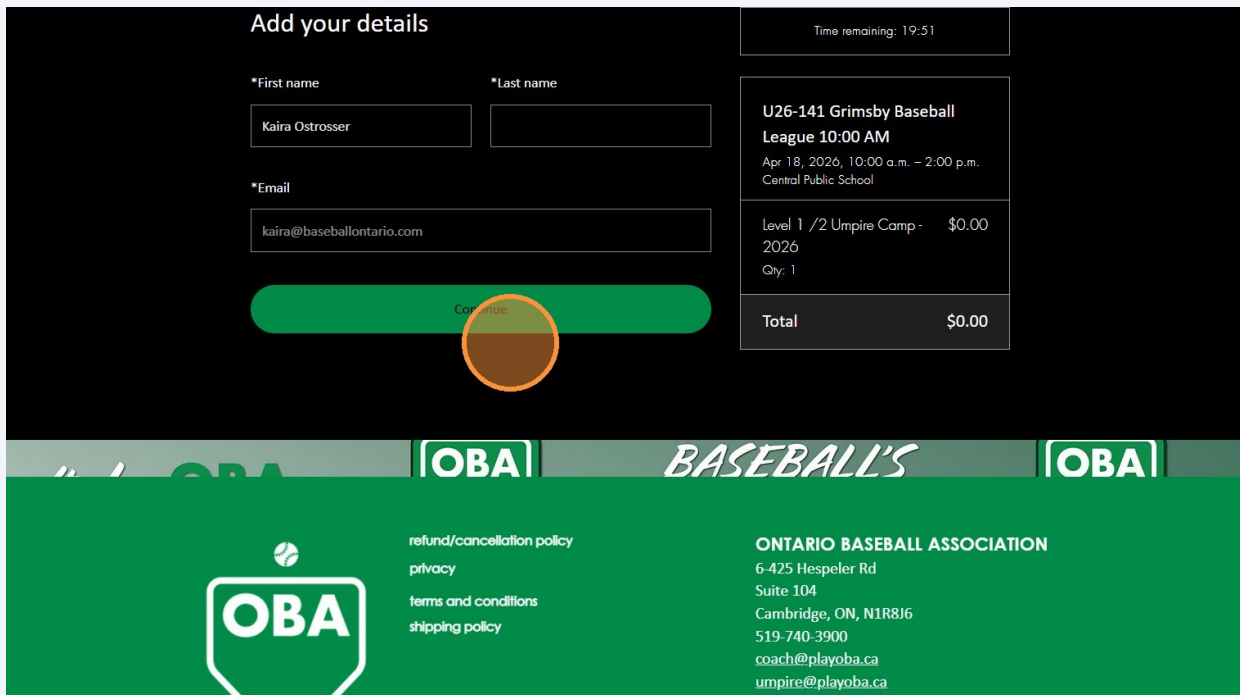 Add your details
*First name
*Last name
Kaira Ostrosser
*Email
kaira@baseballontario.com
Continue
Time remaining: 19:51
U26-141 Grimsby Baseball
League 10:00 AM
Apr 18, 2026, 10:00 a.m. – 2:00 p.m.
Central Public School
Level 1 /2 Umpire Camp -
2026
$0.00
Qty: 1
Total
$0.00
OBA
OBA
BASEBALL'S
OBA
OBA
refund/cancellation policy
privacy
terms and conditions
shipping policy
ONTARIO BASEBALL ASSOCIATION
6-425 Hespeler Rd
Suite 104
Cambridge, ON, N1R8J6
519-740-3900
coach@playoba.ca
umpire@playoba.ca